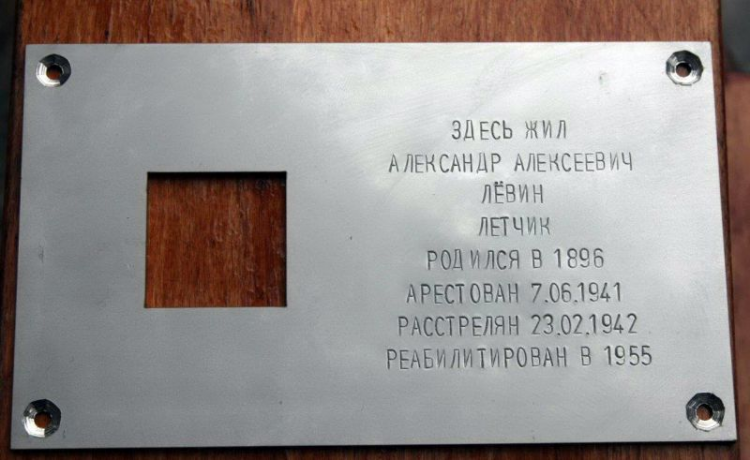 ЗДЕСЬ ЖИЛ
АЛЕКСАНДР АЛЕКСЕЕВИЧ
ЛЁВИН
ЛЕТЧИК
РОДИЛСЯ В 1896
АРЕСТОВАН 7.06.1941
РАССТРЕЛЯН 23.02.1942
РЕАБИЛИТИРОВАН В 1955